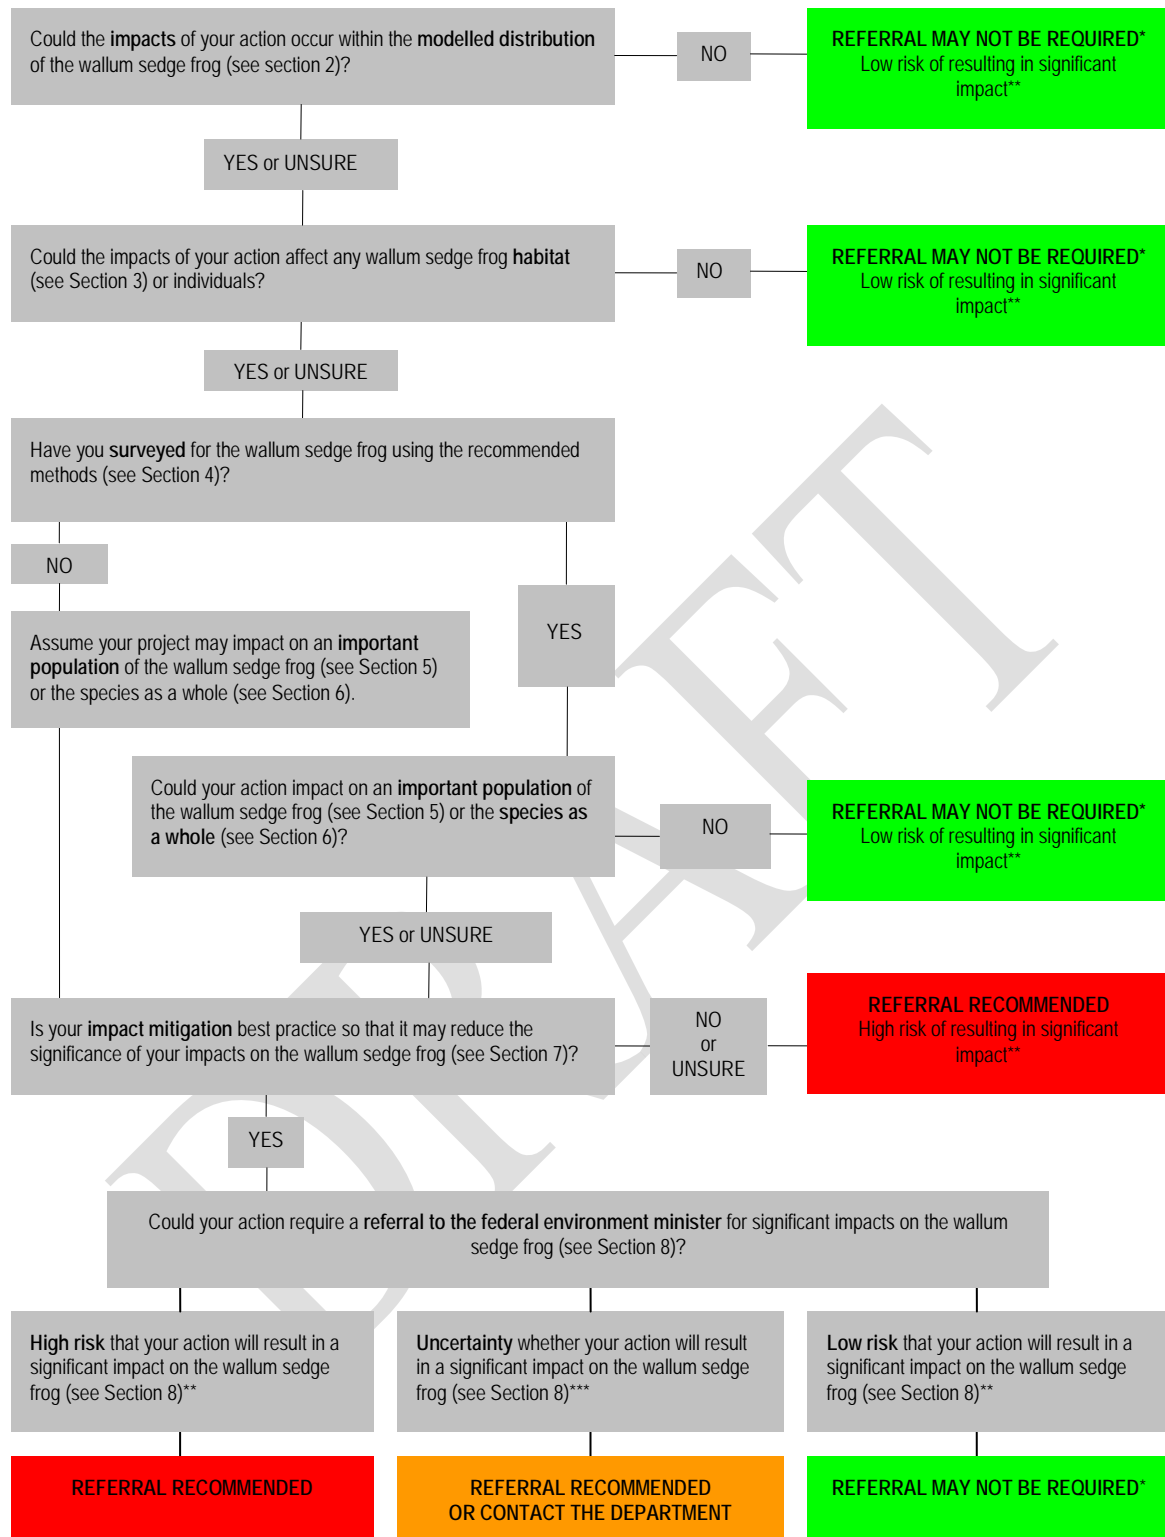 Could the impacts of your action occur within the modelled distribution
of the wallum sedge frog (see section 2)?
NO
REFERRAL MAY NOT BE REQUIRED*
Low risk of resulting in significant
impact**
YES or UNSURE
Could the impacts of your action affect any wallum sedge frog habitat
(see Section 3) or individuals?
NO
REFERRAL MAY NOT BE REQUIRED*
Low risk of resulting in significant
impact**
YES or UNSURE
Have you surveyed for the wallum sedge frog using the recommended
methods (see Section 4)?
NO
YES
Assume your project may impact on an important
population of the wallum sedge frog (see Section 5)
or the species as a whole (see Section 6).
Could your action impact on an important population of
the wallum sedge frog (see Section 5) or the species as
a whole (see Section 6)?
NO
REFERRAL MAY NOT BE REQUIRED*
Low risk of resulting in significant
impact**
YES or UNSURE
Is your impact mitigation best practice so that it may reduce the
significance of your impacts on the wallum sedge frog (see Section 7)?
NO
or
UNSURE
REFERRAL RECOMMENDED
High risk of resulting in significant
impact**
YES
Could your action require a referral to the federal environment minister for significant impacts on the wallum
sedge frog (see Section 8)?
High risk that your action will result in a
significant impact on the wallum sedge
frog (see Section 8)**
Uncertainty whether your action will result
in a significant impact on the wallum sedge
frog (see Section 8)***
Low risk that your action will result in a
significant impact on the wallum sedge
frog (see Section 8)**
REFERRAL RECOMMENDED
REFERRAL RECOMMENDED
OR CONTACT THE DEPARTMENT
REFERRAL MAY NOT BE REQUIRED*
DRAFT